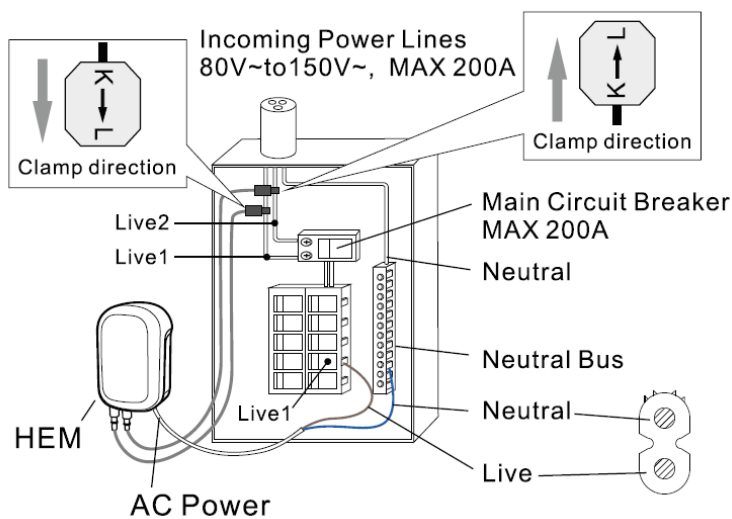 Incoming Power Lines
80V~to150V~, MAX 200A
K
L
Clamp direction
L
K
Clamp direction
Live2
Live1
Main Circuit Breaker
MAX 200A
Neutral
Neutral Bus
Live1
Neutral
HEM
Live
AC Power